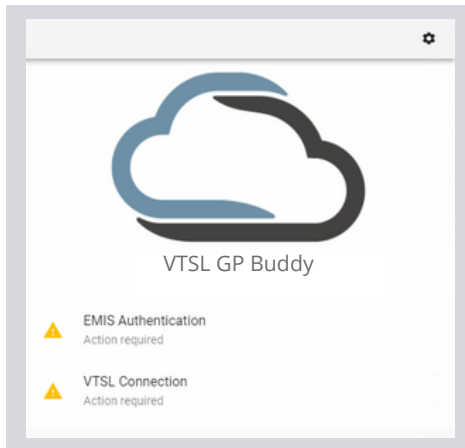 VTSL GP Buddy
EMIS Authentication
Action required
VTSL Connection
Action required